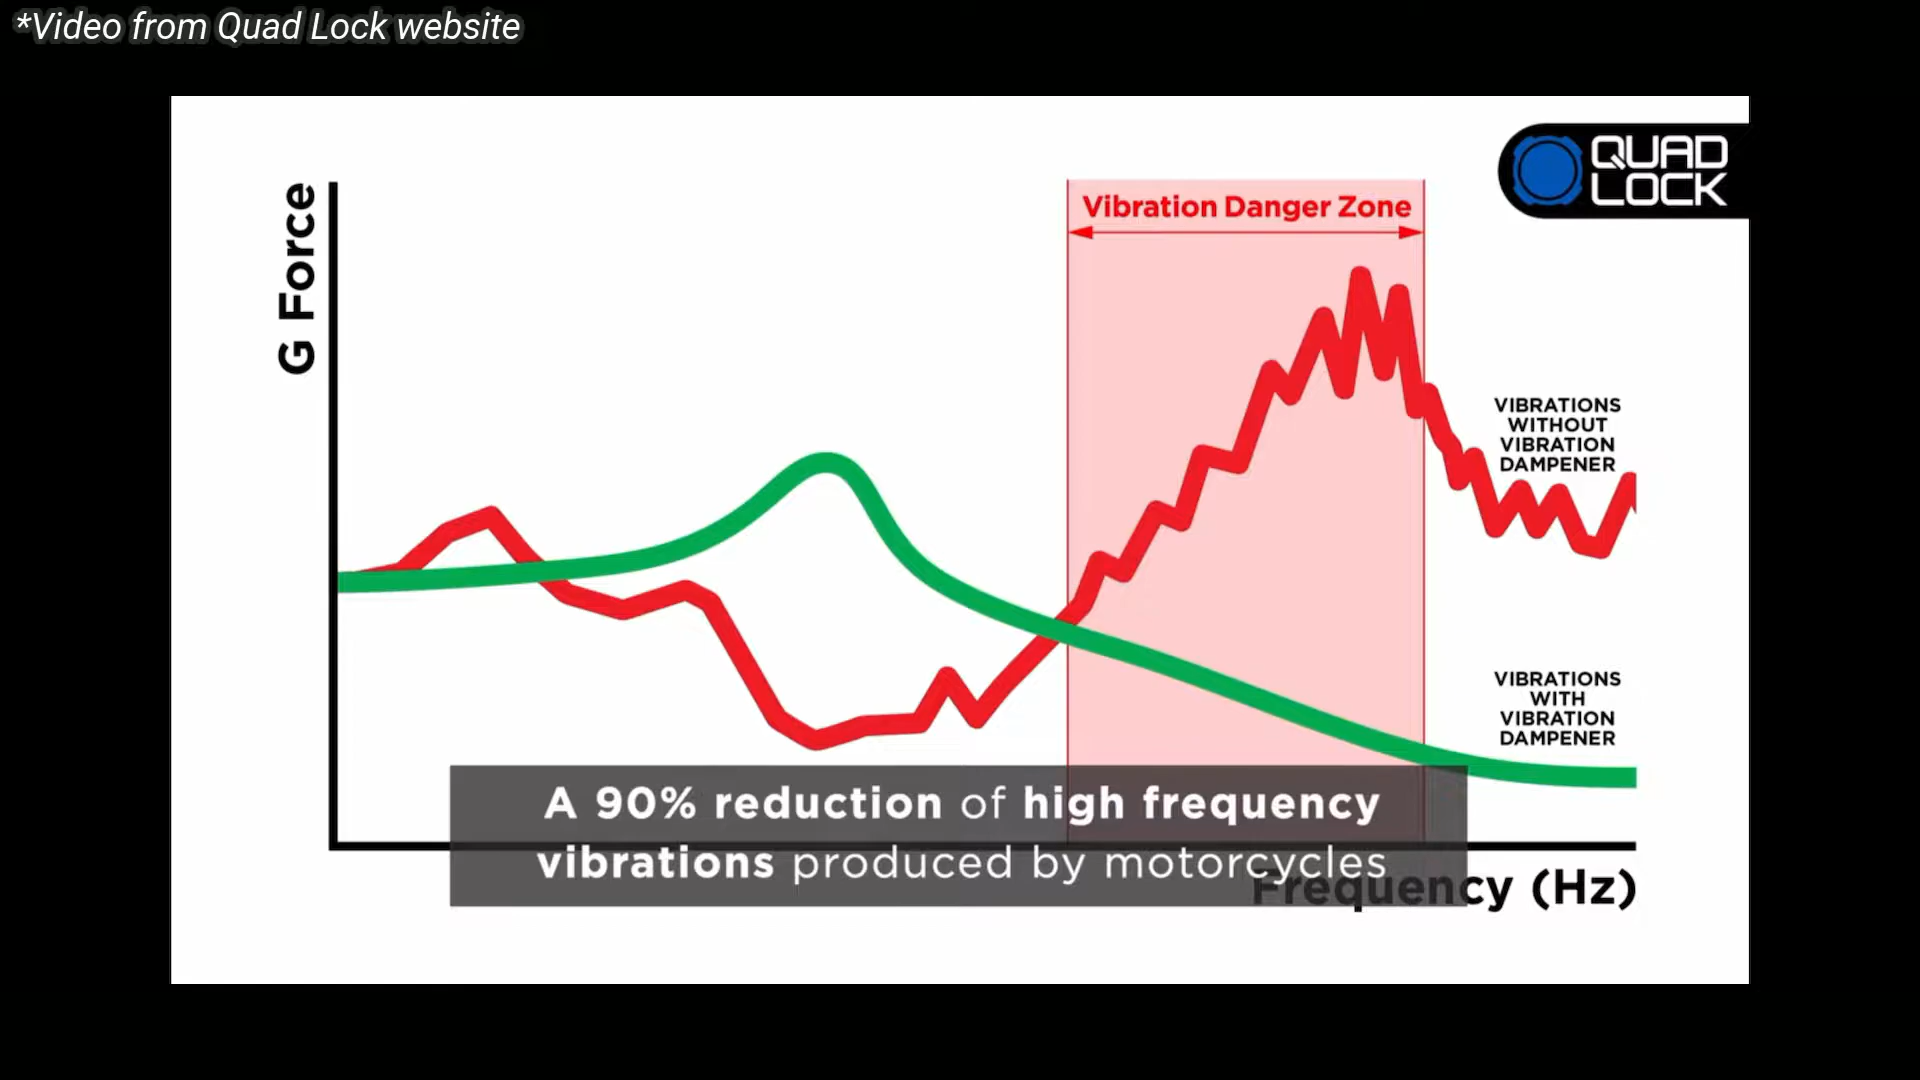 *Video from Quad Lock website
QUAD
LOCK
Vibration Danger Zone
G Force
VIBRATIONS
WITHOUT
VIBRATION
DAMPENER
VIBRATIONS
WITH
VIBRATION
DAMPENER
A 90% reduction of high frequency
vibrations produced by motorcycles
Frequency (Hz)